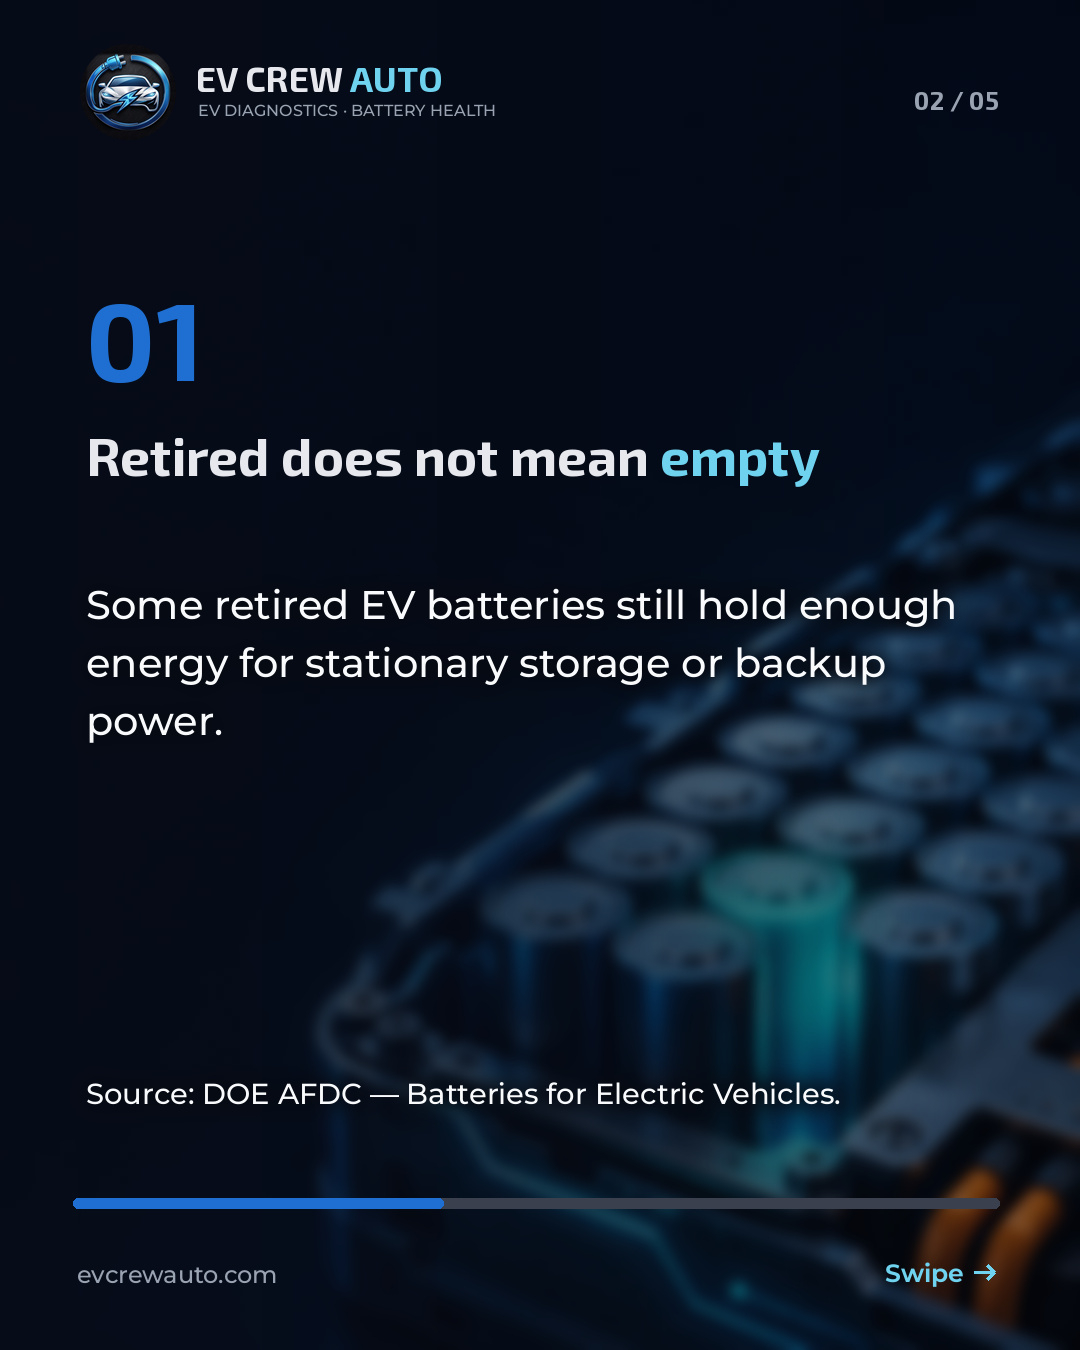 EV CREW AUTO
EV DIAGNOSTICS · BATTERY HEALTH
02 / 05
01
Retired does not mean empty
Some retired EV batteries still hold enough
energy for stationary storage or backup
power.
Source: DOE AFDC — Batteries for Electric Vehicles.
evcrewauto.com
Swipe →